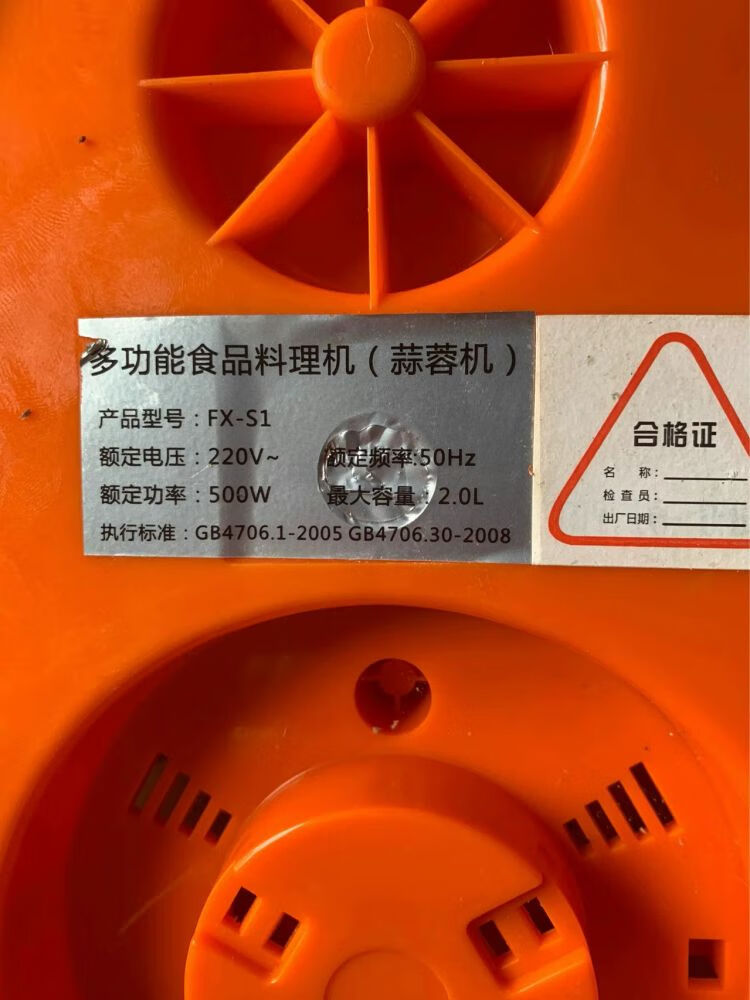 多功能食品料理机（蒜蓉机）
产品型号：FX-S1
额定电压：220V~ 额定频率:50Hz
额定功率：500W 最大容量：2.0L
执行标准：GB4706.1-2005 GB4706.30-2008
合格证
名 称：
检查员：
出厂日期：